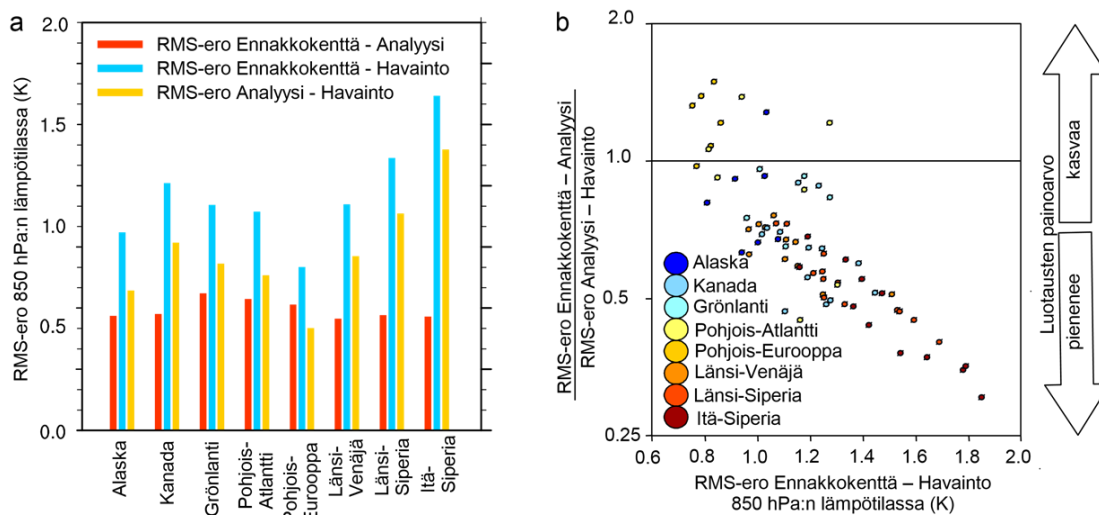 a
RMS-ero 850 hPa:n lämpötilassa (K)
2.0
1.5
1.0
0.5
0.0
RMS-ero Ennakkokenttä - Analyysi
RMS-ero Ennakkokenttä - Havainto
RMS-ero Analyysi - Havainto
Alaska
Kanada
Grönlanti
Pohjois-
Atlantti
Pohjois-
Eurooppa
Länsi-
Venäjä
Länsi-
Siperia
Itä-
Siperia
b
RMS-ero Ennakkokenttä – Analyysi
RMS-ero Analyysi – Havainto
2.0
1.0
0.5
0.25
Alaska
Kanada
Grönlanti
Pohjois-Atlantti
Pohjois-Eurooppa
Länsi-Venäjä
Länsi-Siperia
Itä-Siperia
0.6 0.8 1.0 1.2 1.4 1.6 1.8 2.0
RMS-ero Ennakkokenttä – Havainto
850 hPa:n lämpötilassa (K)
Luotausten painoarvo
kasvaa
pienenee